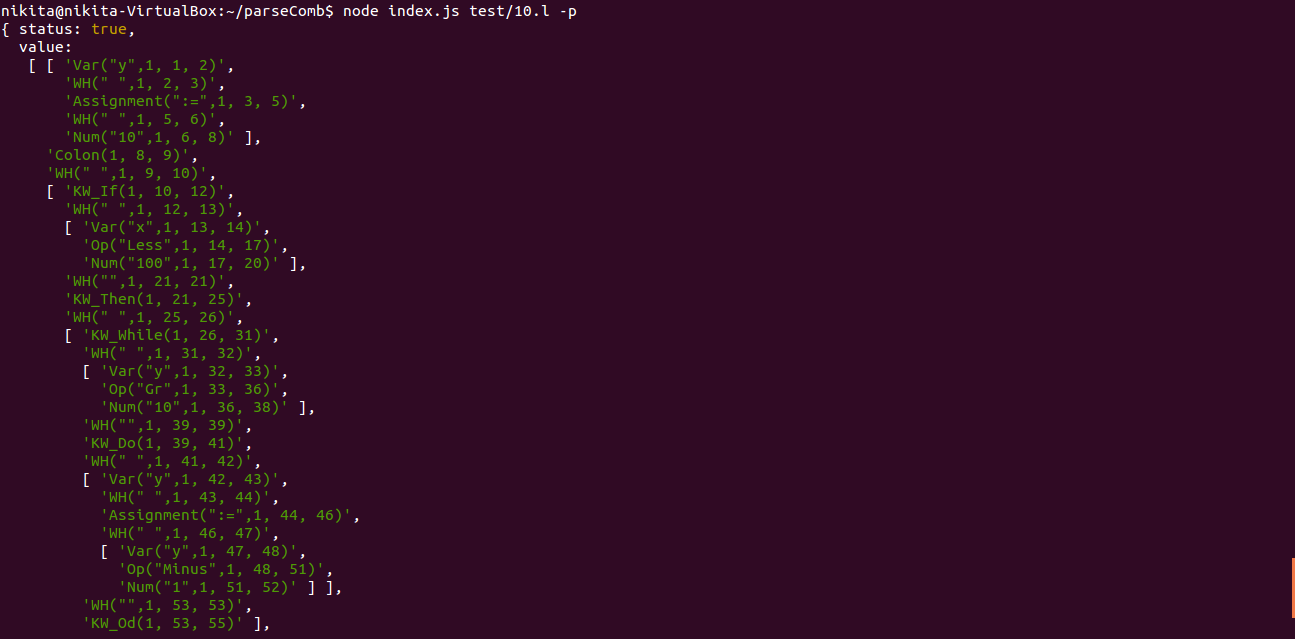 nikita@nikita-VirtualBox:~/parseComb$ node index.js test/10.l -p
{ status: true,
  value:
   [ [ 'Var("y",1, 1, 2)',
       'WH(" ",1, 2, 3)',
       'Assignment(":=",1, 3, 5)',
       'WH(" ",1, 5, 6)',
       'Num("10",1, 6, 8)' ],
     'Colon(1, 8, 9)',
     'WH(" ",1, 9, 10)',
     [ 'KW_If(1, 10, 12)',
       'WH(" ",1, 12, 13)',
       [ 'Var("x",1, 13, 14)',
         'Op("Less",1, 14, 17)',
         'Num("100",1, 17, 20)' ],
       'WH("",1, 21, 21)',
       'KW_Then(1, 21, 25)',
       'WH(" ",1, 25, 26)',
       [ 'KW_While(1, 26, 31)',
         'WH(" ",1, 31, 32)',
         [ 'Var("y",1, 32, 33)',
           'Op("Gr",1, 33, 36)',
           'Num("10",1, 36, 38)' ],
         'WH("",1, 39, 39)',
         'KW_Do(1, 39, 41)',
         'WH(" ",1, 41, 42)',
         [ 'Var("y",1, 42, 43)',
           'WH(" ",1, 43, 44)',
           'Assignment(":=",1, 44, 46)',
           'WH(" ",1, 46, 47)',
           [ 'Var("y",1, 47, 48)',
             'Op("Minus",1, 48, 51)',
             'Num("1",1, 51, 52)' ] ],
         'WH("",1, 53, 53)',
         'KW_Od(1, 53, 55)' ],